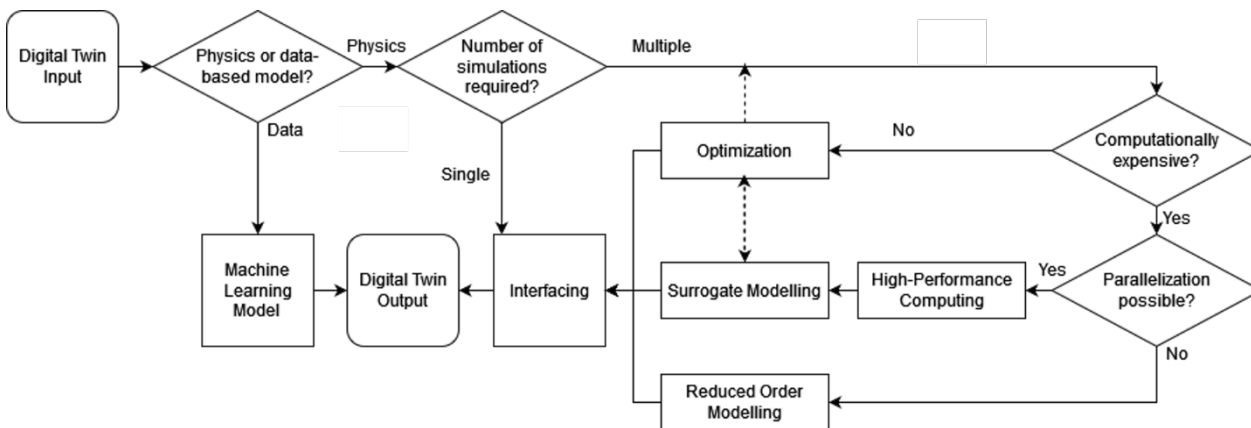 Digital Twin
Input
Physics or data-
based model?
Physics
Number of
simulations
required?
Multiple
Data
Single
Optimization
No
Computationally
expensive?
Yes
Machine
Learning
Model
Digital Twin
Output
Interfacing
Surrogate Modelling
High-Performance
Computing
Yes
Parallelization
possible?
No
Reduced Order
Modelling